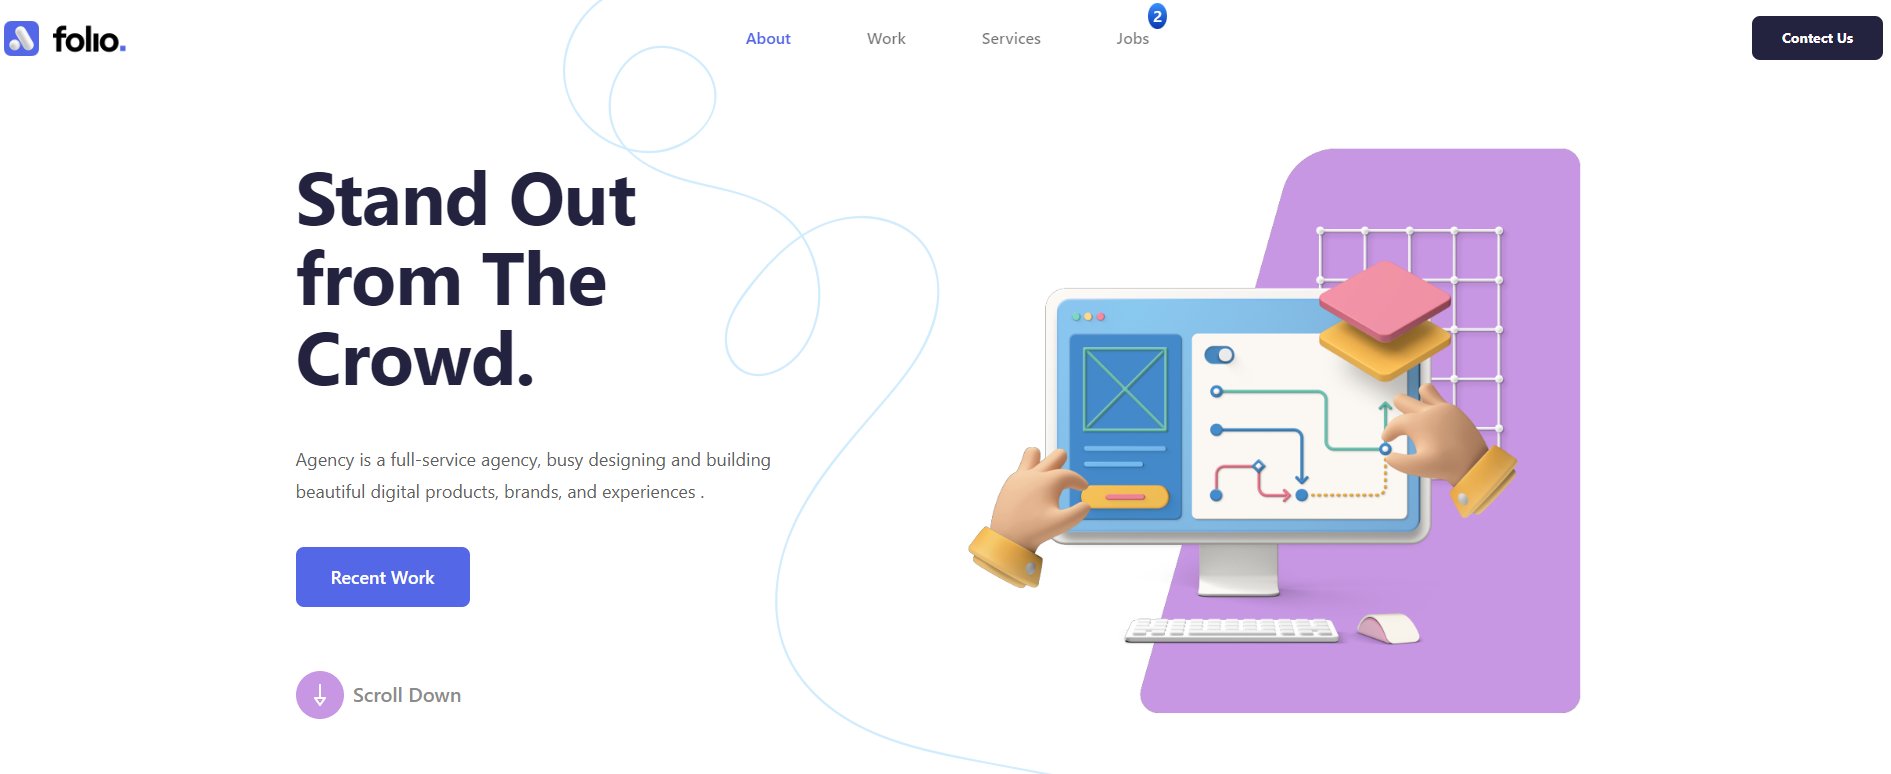 folio.
About
Work
Services
Jobs
2
Contect Us
Stand Out
from The
Crowd.
Agency is a full-service agency, busy designing and building
beautiful digital products, brands, and experiences .
Recent Work
Scroll Down